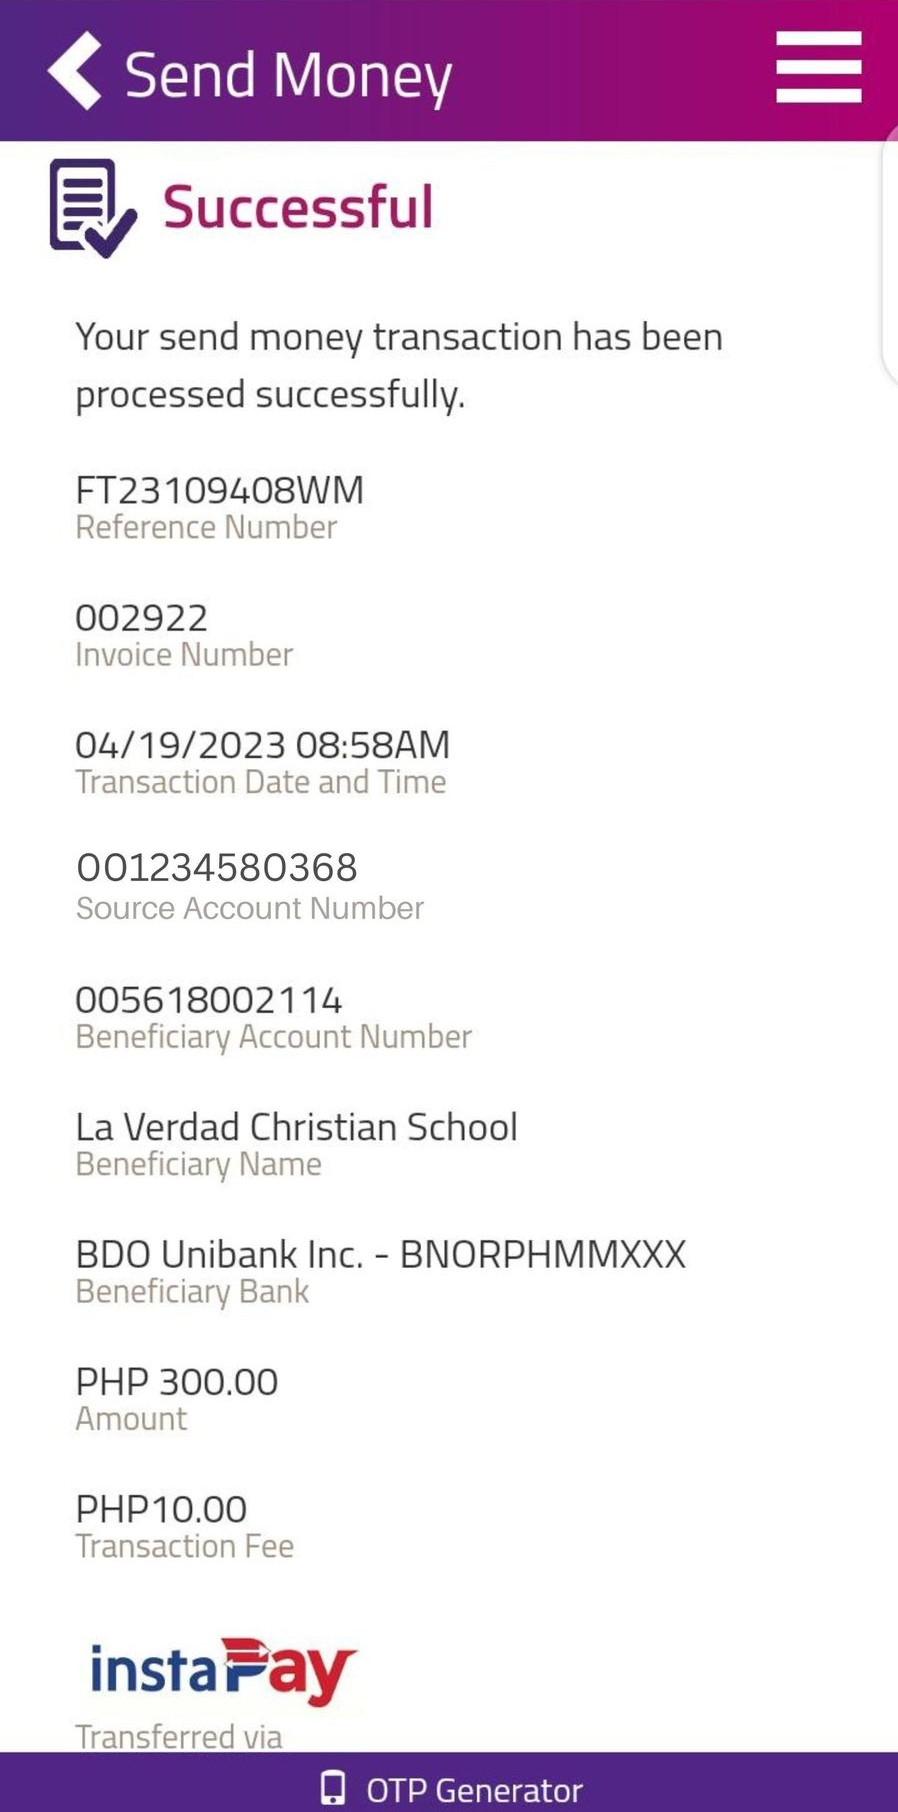 Send Money
Successful
Your send money transaction has been
processed successfully.
FT23109408WM
Reference Number
002922
Invoice Number
04/19/2023 08:58AM
Transaction Date and Time
001234580368
Source Account Number
005618002114
Beneficiary Account Number
La Verdad Christian School
Beneficiary Name
BDO Unibank Inc. - BNORPHMMXXX
Beneficiary Bank
PHP 300.00
Amount
PHP10.00
Transaction Fee
instaPay
Transferred via
OTP Generator